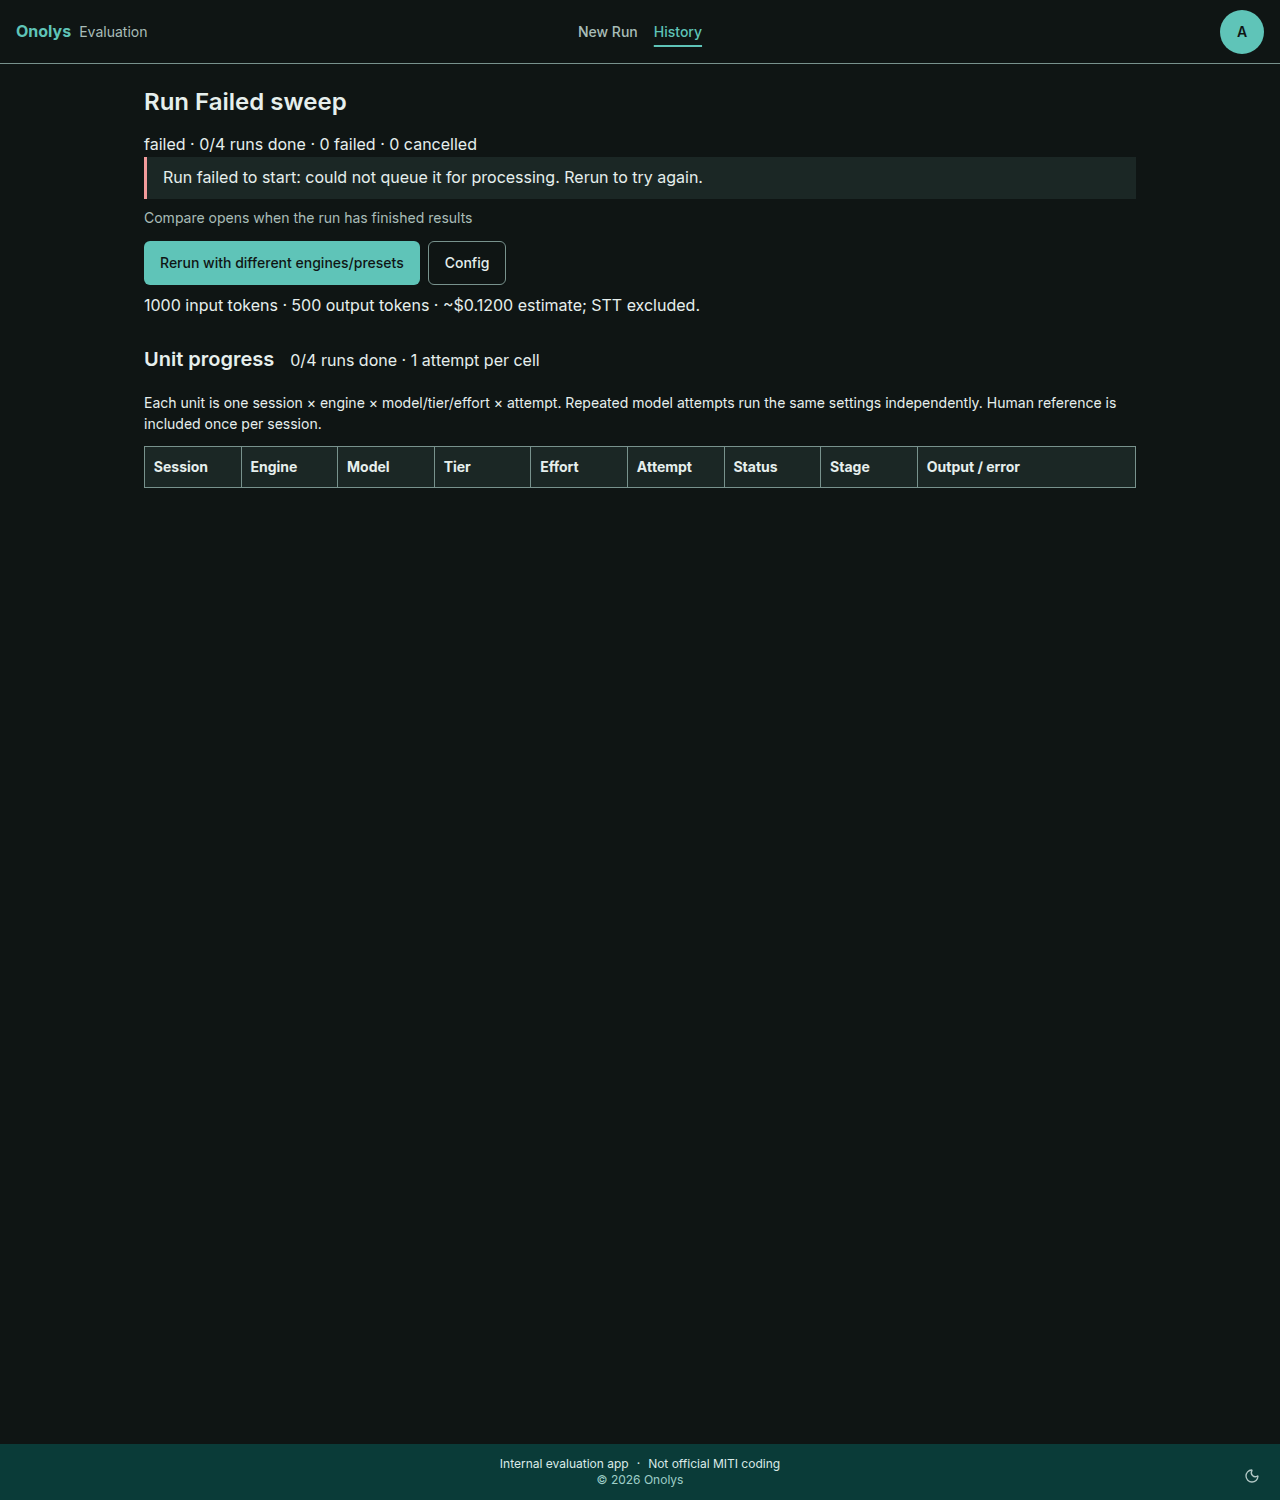 Onolys Evaluation
New Run History
A
Run Failed sweep
failed · 0/4 runs done · 0 failed · 0 cancelled
Run failed to start: could not queue it for processing. Rerun to try again.
Compare opens when the run has finished results
Rerun with different engines/presets Config
1000 input tokens · 500 output tokens · ~$0.1200 estimate; STT excluded.
Unit progress 0/4 runs done · 1 attempt per cell
Each unit is one session × engine × model/tier/effort × attempt. Repeated model attempts run the same settings independently. Human reference is
included once per session.
Session Engine Model Tier Effort Attempt Status Stage Output / error
Internal evaluation app · Not official MITI coding
© 2026 Onolys